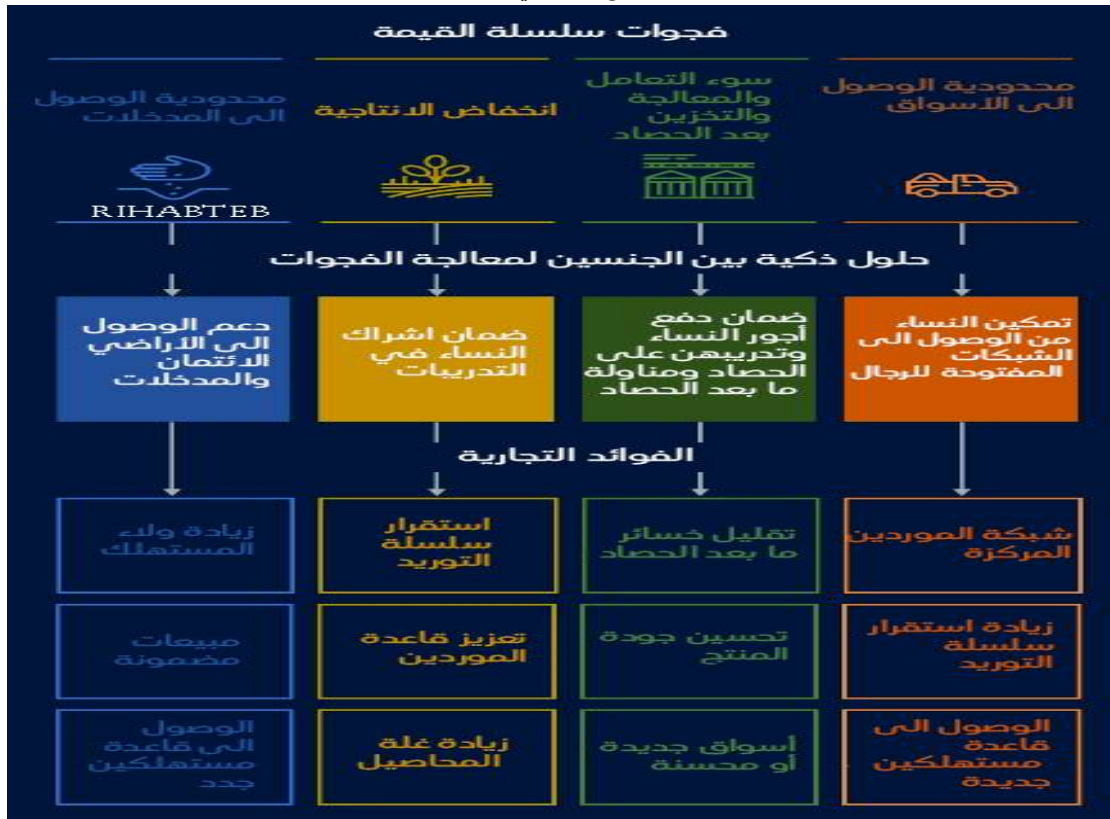 فجوات سلسلة القيمة
محدودية الوصول
الى الأسواق
سوء التعامل
والمعالجة
والتخزين
بعد الحصاد
انخفاض الانتاجية
محدودية الوصول
الى المدخلات
RIHABTEB
حلول ذكية بين الجنسين لمعالجة الفجوات
تمكين النساء
من الوصول الى
الشبكات
المفتوحة للرجال
ضمان دفع
أجور النساء
وتدريبهن على
الحصاد ومناولة
ما بعد الحصاد
ضمان اشراك
النساء في
التدريبات
دعم الوصول
الى الأراضي
الائتمان
والمدخلات
الفوائد التجارية
شبكة الموردين
المركزة
تقليل خسائر
ما بعد الحصاد
استقرار
سلسلة
التوريد
زيادة ولاء
المستهلك
زيادة استقرار
سلسلة
التوريد
تحسين جودة
المنتج
تعزيز قاعدة
الموردين
مبيعات
مضمونة
الوصول الى
قاعدة
مستهلكين
جديدة
أسواق جديدة
أو محسنة
زيادة غلة
المحاصيل
الوصول
الى قاعدة
مستهلكين
جدد